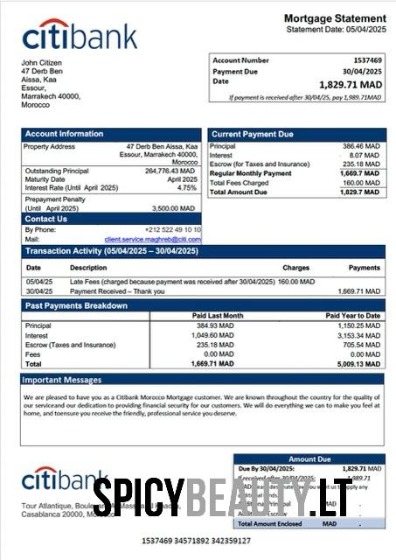 citibank
Mortgage Statement
Statement Date: 05/04/2025
John Citizen
47 Derb Ben
Aissa, Kaa
Essour,
Marrakech 40000,
Morocco
Account Number 1537469
Payment Due 30/04/2025
Date 1,829.71 MAD
If payment is received after 30/04/25, pay 1,989.71MAD
Account Information
Property Address 47 Derb Ben Aissa, Kaa
Essour, Marrakech 40000,
Morocco
Outstanding Principal 264,776.43 MAD
Maturity Date April 2025
Interest Rate (Until April 2025) 4.75%
Prepayment Penalty
(Until April 2025) 3,500.00 MAD
Contact Us
By Phone: +212 522 49 10 10
Mail: client.service.maghreb@citi.com
Current Payment Due
Principal 386.46 MAD
Interest 8.07 MAD
Escrow (for Taxes and Insurance) 235.18 MAD
Regular Monthly Payment 1,669.7 MAD
Total Fees Charged 160.00 MAD
Total Amount Due 1,829.7 MAD
Transaction Activity (05/04/2025 – 30/04/2025)
Date Description Charges Payments
05/04/25 Late Fees (charged because payment was received after 30/04/2025) 160.00 MAD
30/04/25 Payment Received – Thank you 1,669.71 MAD
Past Payments Breakdown
Paid Last Month Paid Year to Date
Principal 384.93 MAD 1,150.25 MAD
Interest 1,049.60 MAD 3,153.34 MAD
Escrow (Taxes and Insurance) 235.18 MAD 705.54 MAD
Fees 0.00 MAD 0.00 MAD
Total 1,669.71 MAD 5,009.13 MAD
Important Messages
We are pleased to have you as a Citibank Morocco Mortgage customer. We are known throughout the country for the quality of
our serviceand our dedication to providing financial security for our customers. We will do everything we can to make you feel at
home, and toensure you receive the friendly, professional service you deserve.
citibank
Tour Atlantique, Boule
Casablanca 20000, Mo
Amount Due
Due By 30/04/2025: 1,829.71 MAD
Total Amount Enclosed MAD .
SPICYBEAUTY.LT
1537469 34571892 342359127